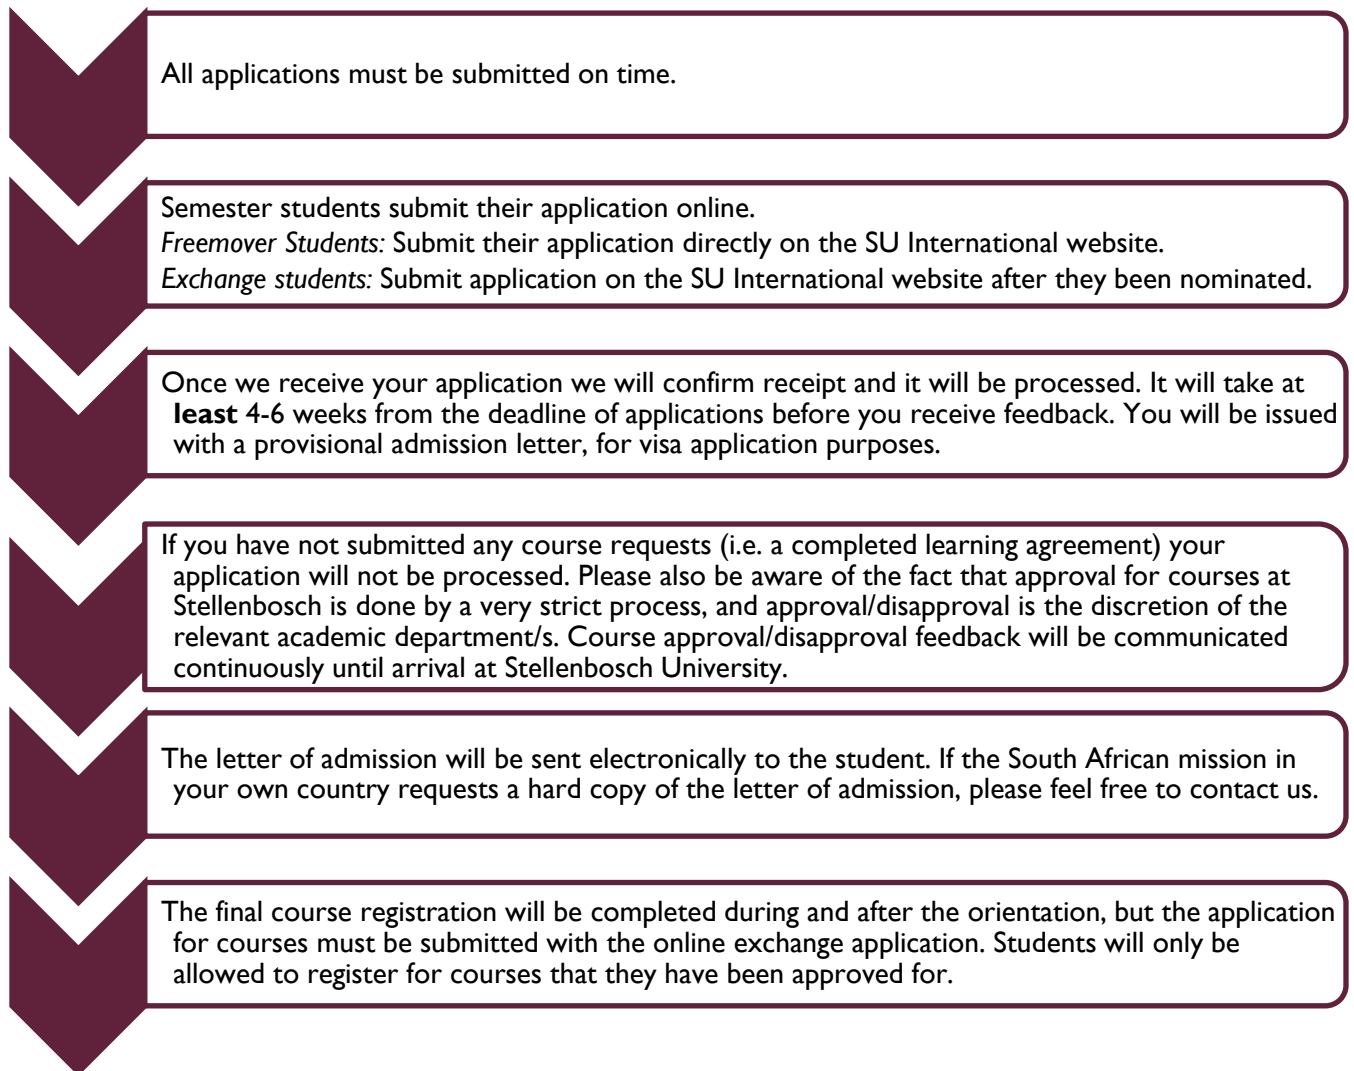 All applications must be submitted on time.
Semester students submit their application online.
Freemover Students: Submit their application directly on the SU International website.
Exchange students: Submit application on the SU International website after they been nominated.
Once we receive your application we will confirm receipt and it will be processed. It will take at
least 4-6 weeks from the deadline of applications before you receive feedback. You will be issued
with a provisional admission letter, for visa application purposes.
If you have not submitted any course requests (i.e. a completed learning agreement) your
application will not be processed. Please also be aware of the fact that approval for courses at
Stellenbosch is done by a very strict process, and approval/disapproval is the discretion of the
relevant academic department/s. Course approval/disapproval feedback will be communicated
continuously until arrival at Stellenbosch University.
The letter of admission will be sent electronically to the student. If the South African mission in
your own country requests a hard copy of the letter of admission, please feel free to contact us.
The final course registration will be completed during and after the orientation, but the application
for courses must be submitted with the online exchange application. Students will only be
allowed to register for courses that they have been approved for.